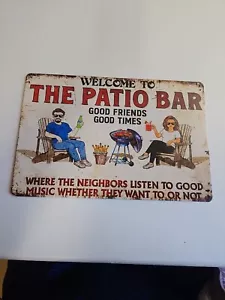 WELCOME TO
THE PATIO BAR
GOOD FRIENDS
GOOD TIMES
WHERE THE NEIGHBORS LISTEN TO GOOD
MUSIC WHETHER THEY WANT TO OR NOT